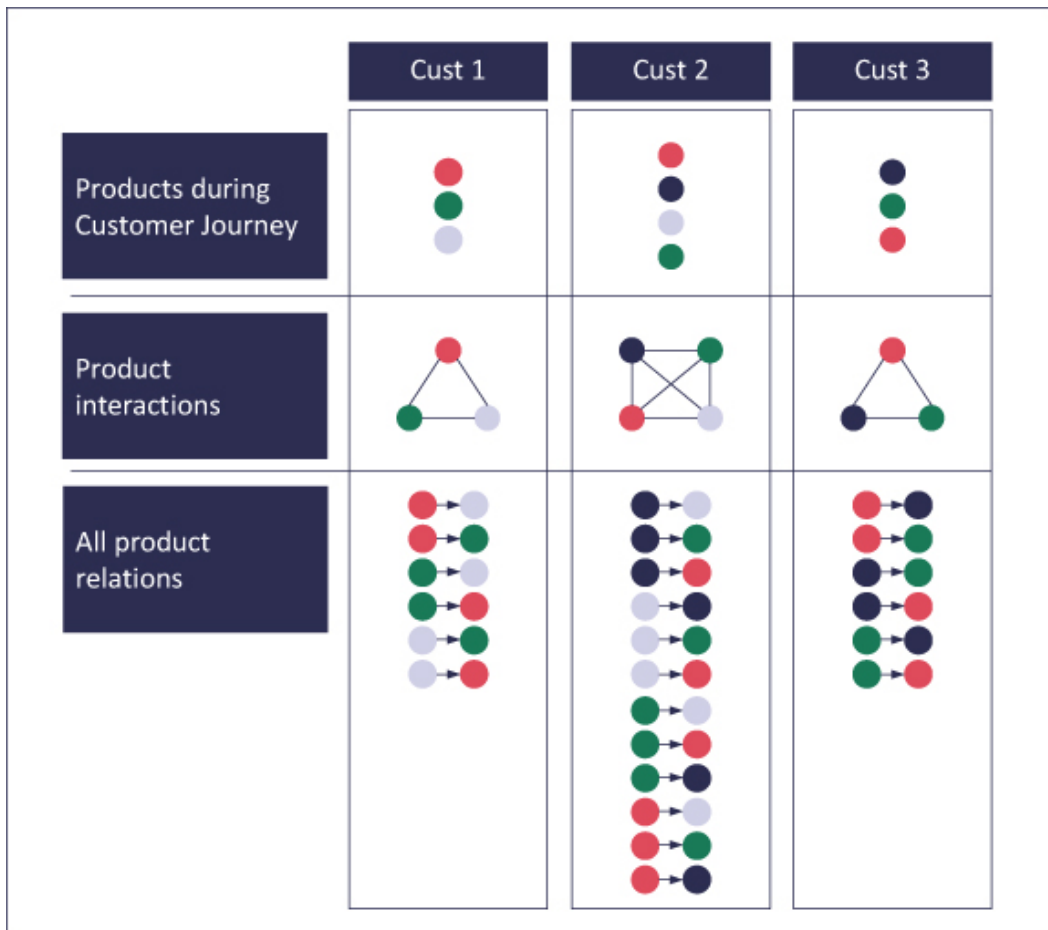 Cust 1
Cust 2
Cust 3
Products during
Customer Journey
Product
interactions
All product
relations